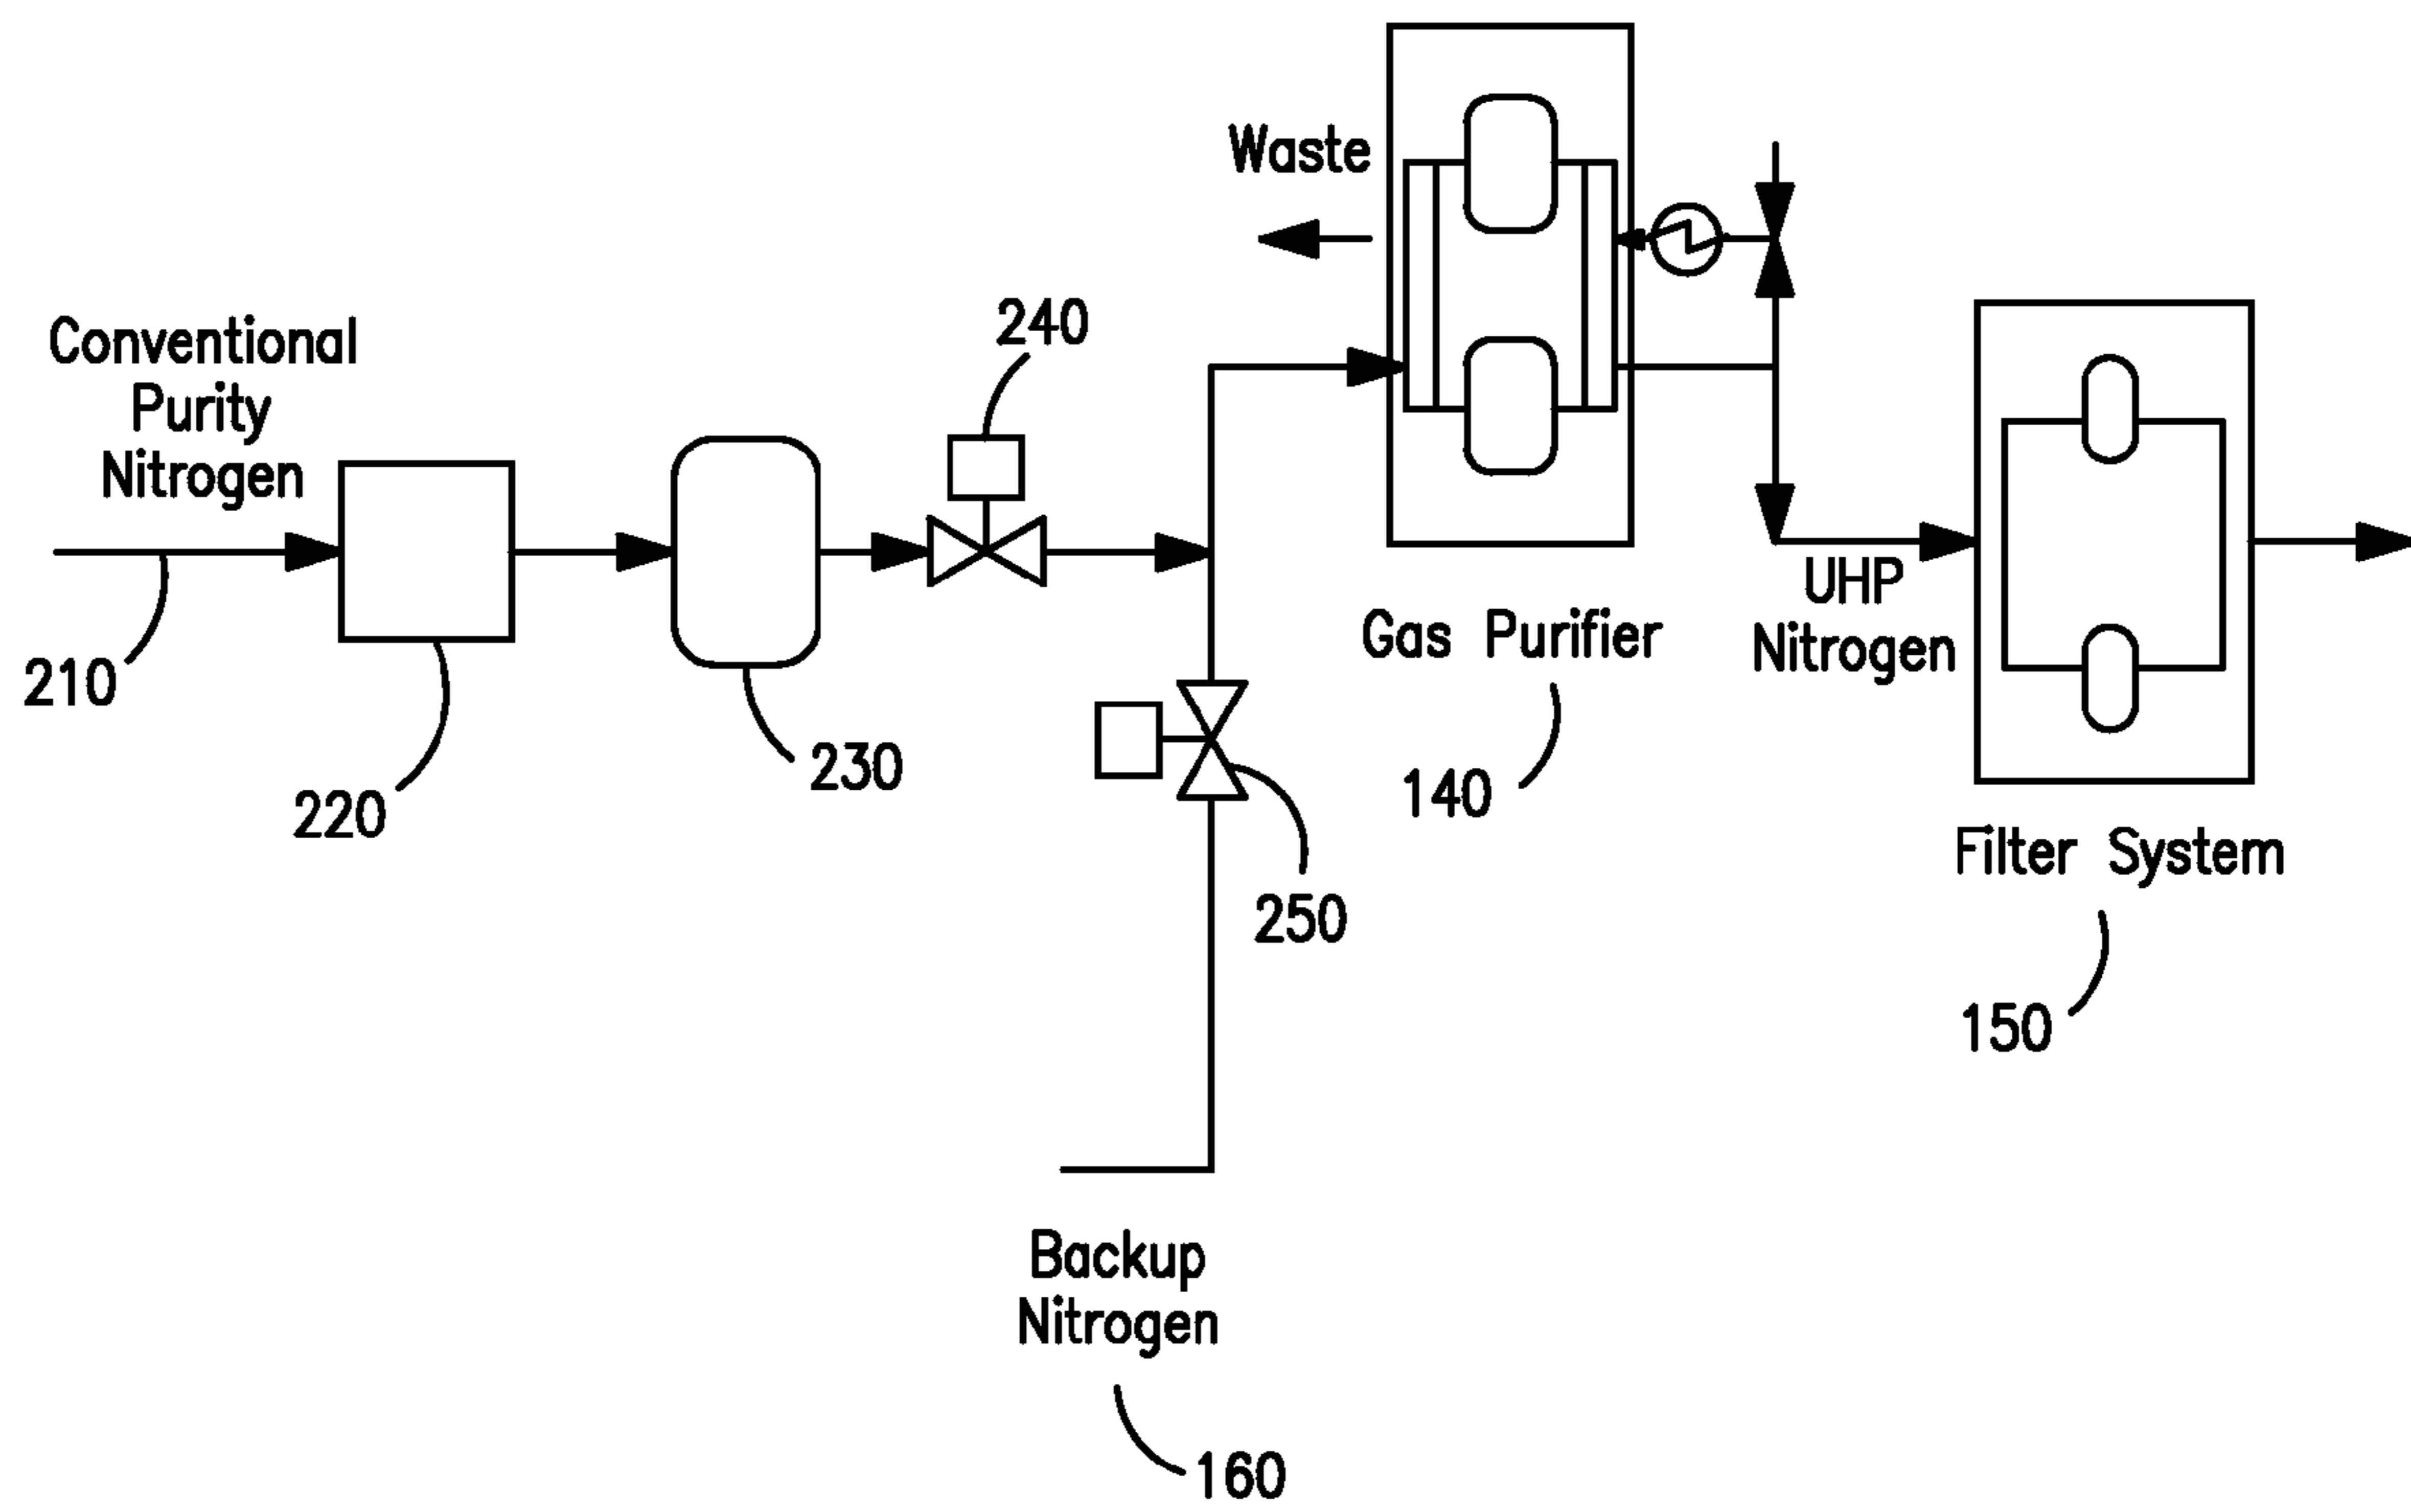 Waste
240
Conventional
Purity
Nitrogen
210
220
230
250
Gas Purifier
140
UHP
Nitrogen
Filter System
150
Backup
Nitrogen
160